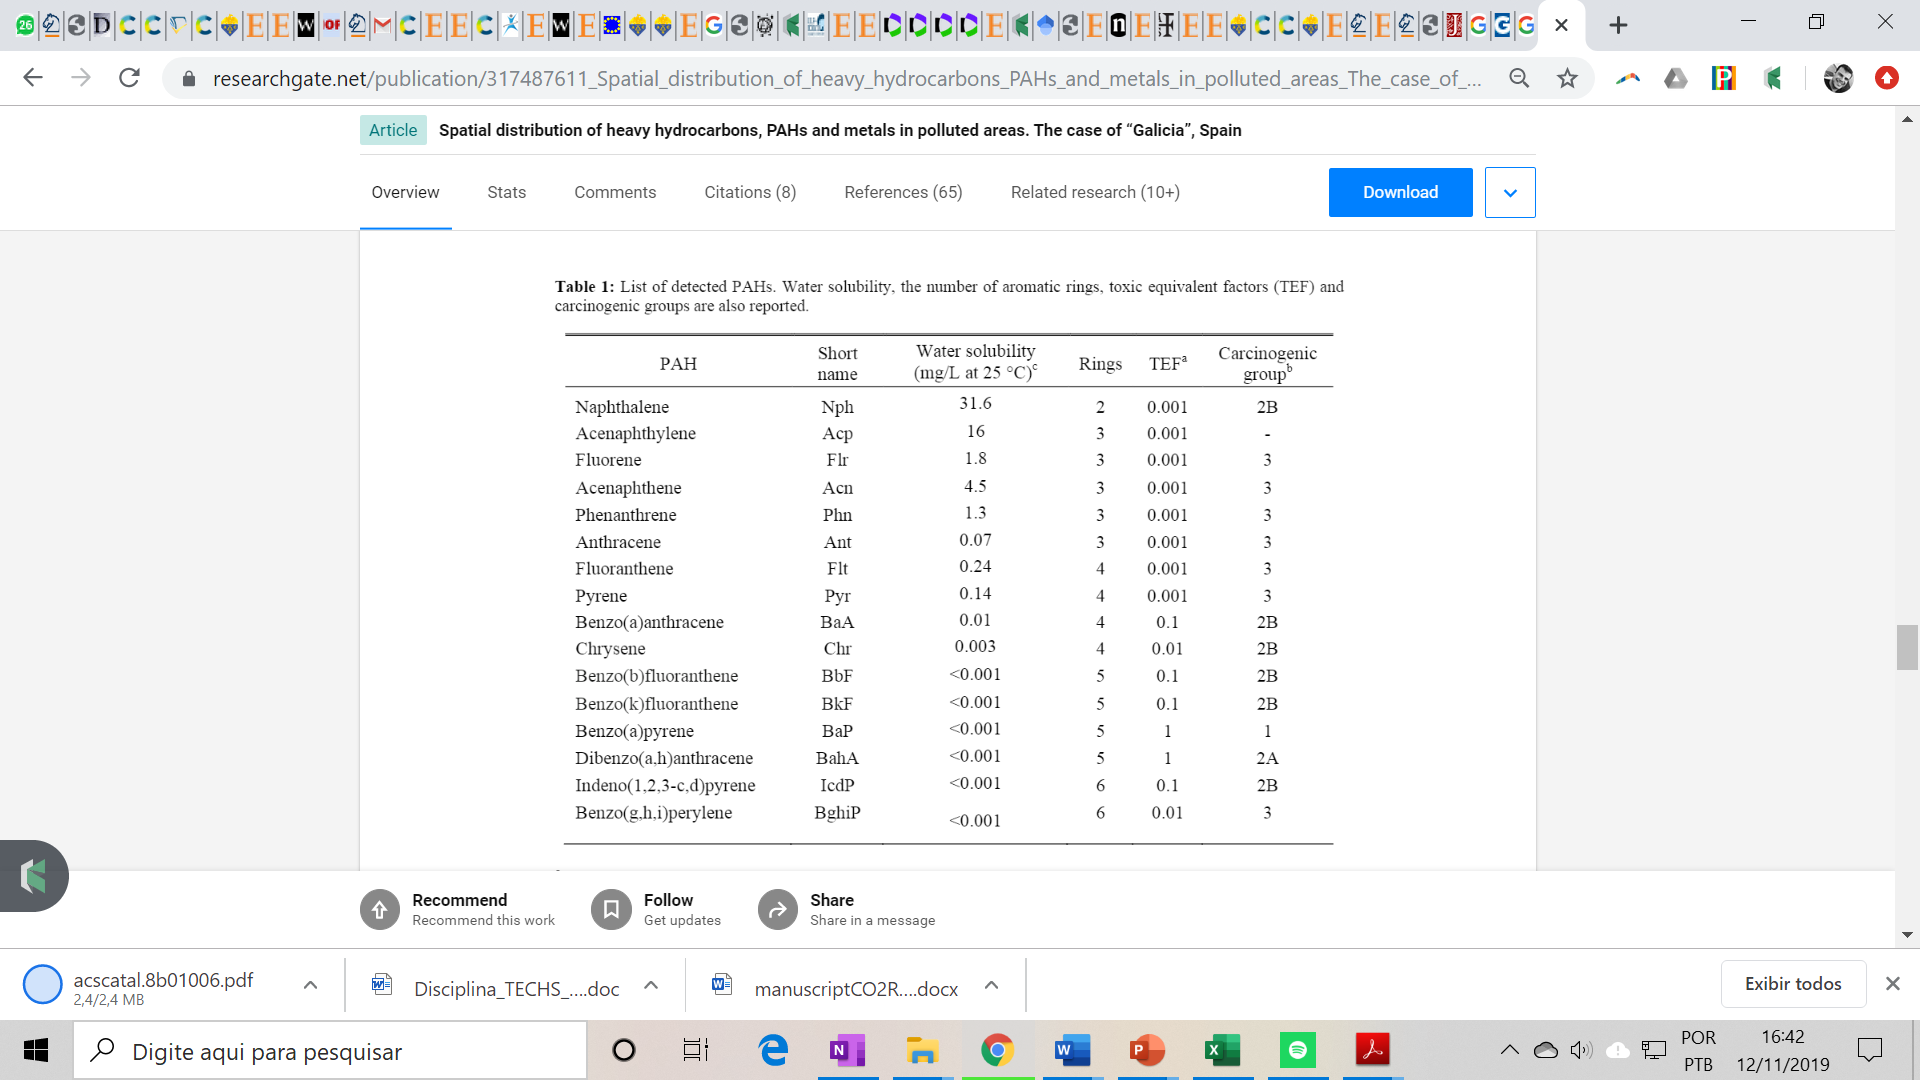 researchgate.net/publication/317487611_Spatial_distribution_of_heavy_hydrocarbons_PAHs_and_metals_in_polluted_areas_The_case_of_...
Article Spatial distribution of heavy hydrocarbons, PAHs and metals in polluted areas. The case of “Galicia”, Spain
Overview Stats Comments Citations (8) References (65) Related research (10+) Download
Table 1: List of detected PAHs. Water solubility, the number of aromatic rings, toxic equivalent factors (TEF) and
carcinogenic groups are also reported.
PAH Short name Water solubility (mg/L at 25 °C)c Rings TEFa Carcinogenic groupb
Naphthalene Nph 31.6 2 0.001 2B
Acenaphthylene Acp 16 3 0.001 -
Fluorene Flr 1.8 3 0.001 3
Acenaphthene Acn 4.5 3 0.001 3
Phenanthrene Phn 1.3 3 0.001 3
Anthracene Ant 0.07 3 0.001 3
Fluoranthene Flt 0.24 4 0.001 3
Pyrene Pyr 0.14 4 0.001 3
Benzo(a)anthracene BaA 0.01 4 0.1 2B
Chrysene Chr 0.003 4 0.01 2B
Benzo(b)fluoranthene BbF <0.001 5 0.1 2B
Benzo(k)fluoranthene BkF <0.001 5 0.1 2B
Benzo(a)pyrene BaP <0.001 5 1 1
Dibenzo(a,h)anthracene BahA <0.001 5 1 2A
Indeno(1,2,3-c,d)pyrene IcdP <0.001 6 0.1 2B
Benzo(g,h,i)perylene BghiP <0.001 6 0.01 3
Recommend Follow Share
Recommend this work Get updates Share in a message
acscatal.8b01006.pdf Disciplina_TECHS_....doc manuscriptCO2R....docx Exibir todos
2,4/2,4 MB
Digite aqui para pesquisar
POR 16:42
PTB 12/11/2019